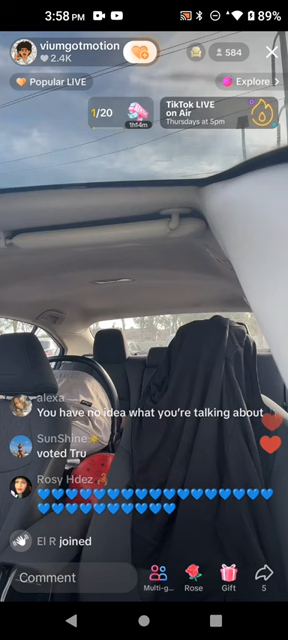 3:58 PM
89%
viumgotmotion
2.4K
584
Popular LIVE
Explore >
1/20
1h14m
TikTok LIVE
on Air
Thursdays at 5pm
alexa
You have no idea what you're talking about
SunShine
voted Tru
Rosy Hdez
El R joined
Comment
Multi-g...
Rose
Gift
5